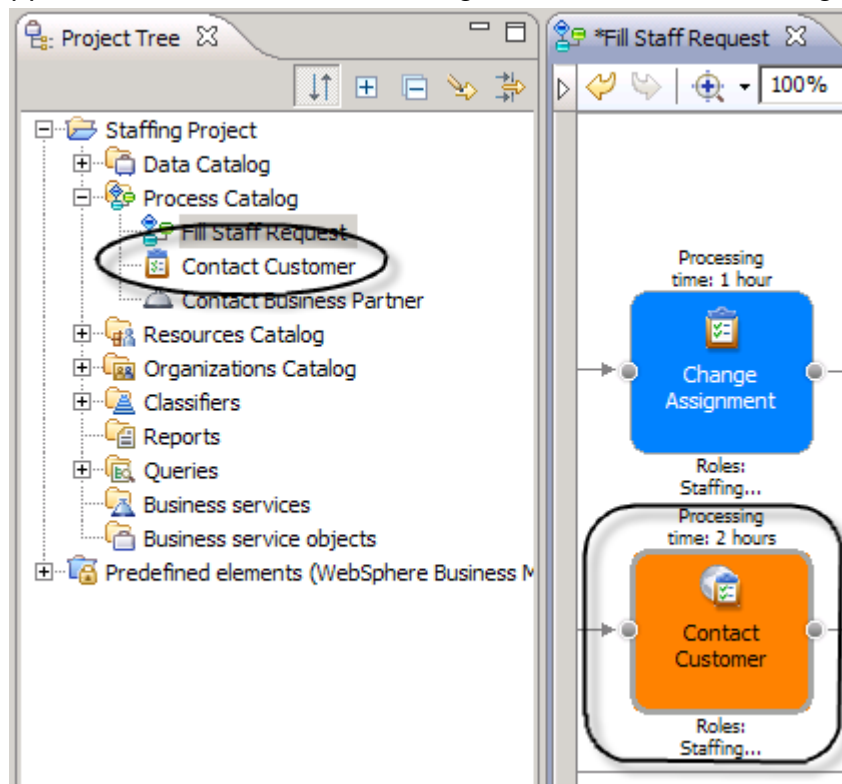 Project Tree
*Fill Staff Request
100%
Staffing Project
Data Catalog
Process Catalog
Fill Staff Request
Contact Customer
Contact Business Partner
Resources Catalog
Organizations Catalog
Classifiers
Reports
Queries
Business services
Business service objects
Predefined elements (WebSphere Business M
Processing
time: 1 hour
Change
Assignment
Roles:
Staffing...
Processing
time: 2 hours
Contact
Customer
Roles:
Staffing...